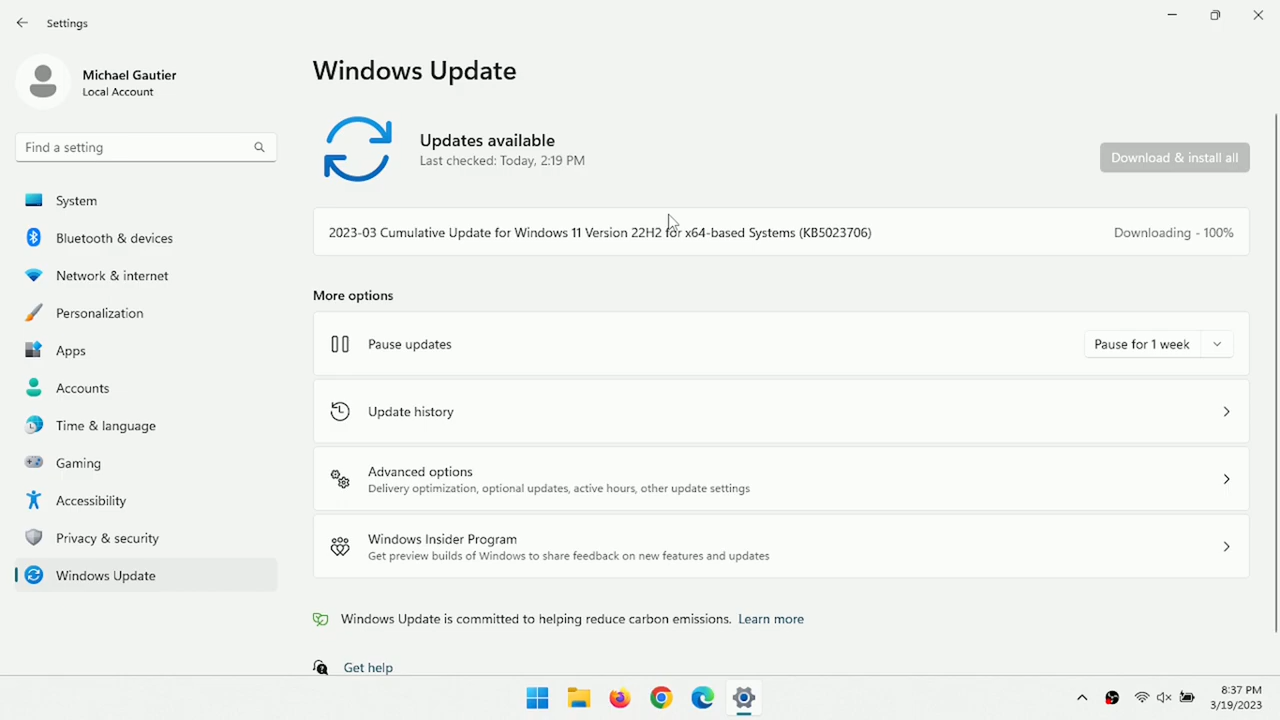 Settings
Michael Gautier
Local Account
Find a setting
System
Bluetooth & devices
Network & internet
Personalization
Apps
Accounts
Time & language
Gaming
Accessibility
Privacy & security
Windows Update
Windows Update
Updates available
Last checked: Today, 2:19 PM
Download & install all
2023-03 Cumulative Update for Windows 11 Version 22H2 for x64-based Systems (KB5023706)
Downloading - 100%
More options
Pause updates
Pause for 1 week
Update history
Advanced options
Delivery optimization, optional updates, active hours, other update settings
Windows Insider Program
Get preview builds of Windows to share feedback on new features and updates
Windows Update is committed to helping reduce carbon emissions. Learn more
Get help
8:37 PM
3/19/2023